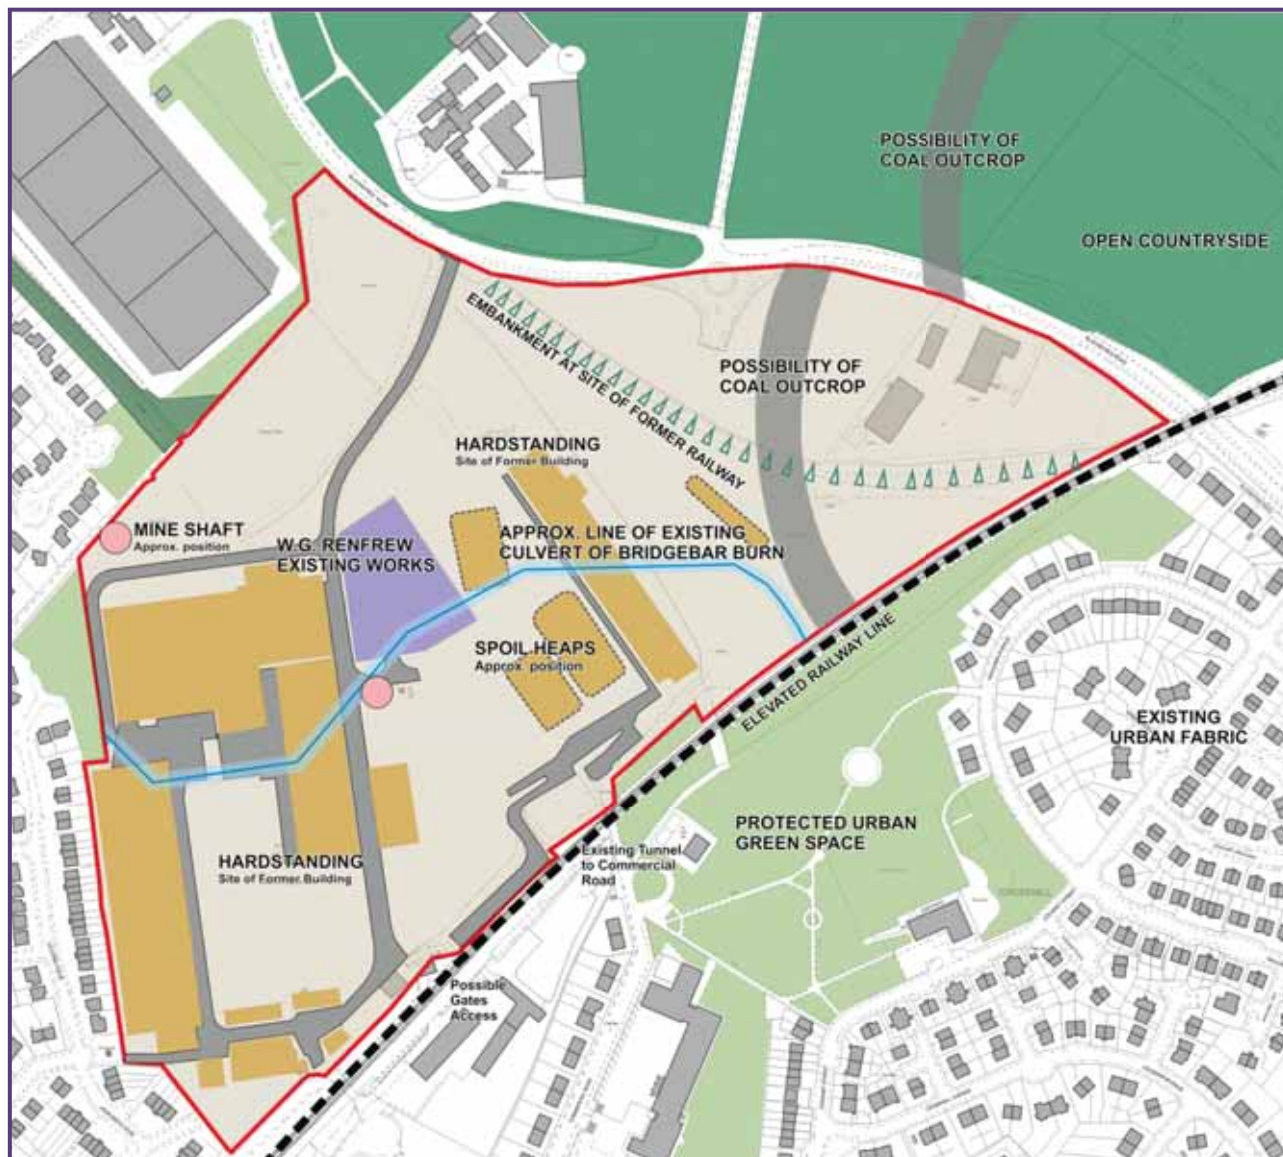 POSSIBILITY OF
COAL OUTCROP
OPEN COUNTRYSIDE
EMBANKMENT AT SITE OF FORMER RAILWAY
POSSIBILITY OF
COAL OUTCROP
HARDSTANDING
Site of Former Building
MINE SHAFT
Approx. position
W.G. RENFREW
EXISTING WORKS
APPROX. LINE OF EXISTING
CULVERT OF BRIDGEBAR BURN
SPOIL HEAPS
Approx. position
ELEVATED RAILWAY LINE
EXISTING
URBAN FABRIC
PROTECTED URBAN
GREEN SPACE
HARDSTANDING
Site of Former Building
Existing Tunnel
to Commercial
Road
Possible
Gates
Access